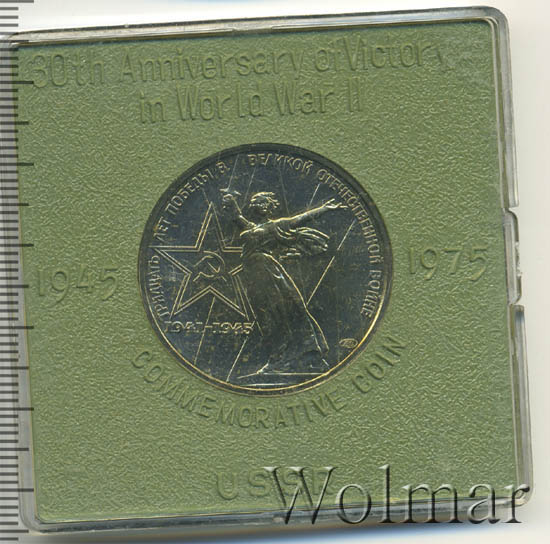 30th Anniversary of Victory
in World War II
ТРИДЦАТЬ ЛЕТ ПОБЕДЫ В ВЕЛИКОЙ ОТЕЧЕСТВЕННОЙ ВОЙНЕ
1945
1975
1941-1945
COMMEMORATIVE COIN
USSR
Wolmar